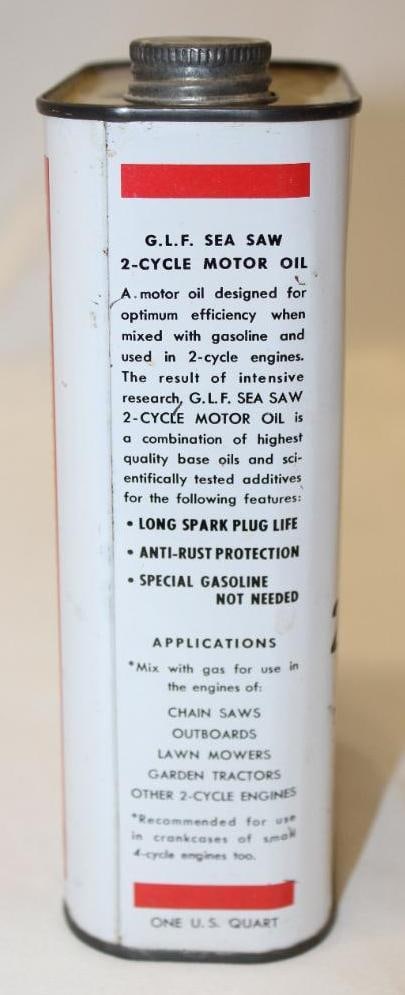 G.L.F. SEA SAW
2-CYCLE MOTOR OIL
A motor oil designed for
optimum efficiency when
mixed with gasoline and
used in 2-cycle engines.
The result of intensive
research, G.L.F. SEA SAW
2-CYCLE MOTOR OIL is
a combination of highest
quality base oils and sci-
entifically tested additives
for the following features:
• LONG SPARK PLUG LIFE
• ANTI-RUST PROTECTION
• SPECIAL GASOLINE
NOT NEEDED
APPLICATIONS
*Mix with gas for use in
the engines of:
CHAIN SAWS
OUTBOARDS
LAWN MOWERS
GARDEN TRACTORS
OTHER 2-CYCLE ENGINES
*Recommended for use
in crankcases of small
4-cycle engines too.
ONE U.S. QUART